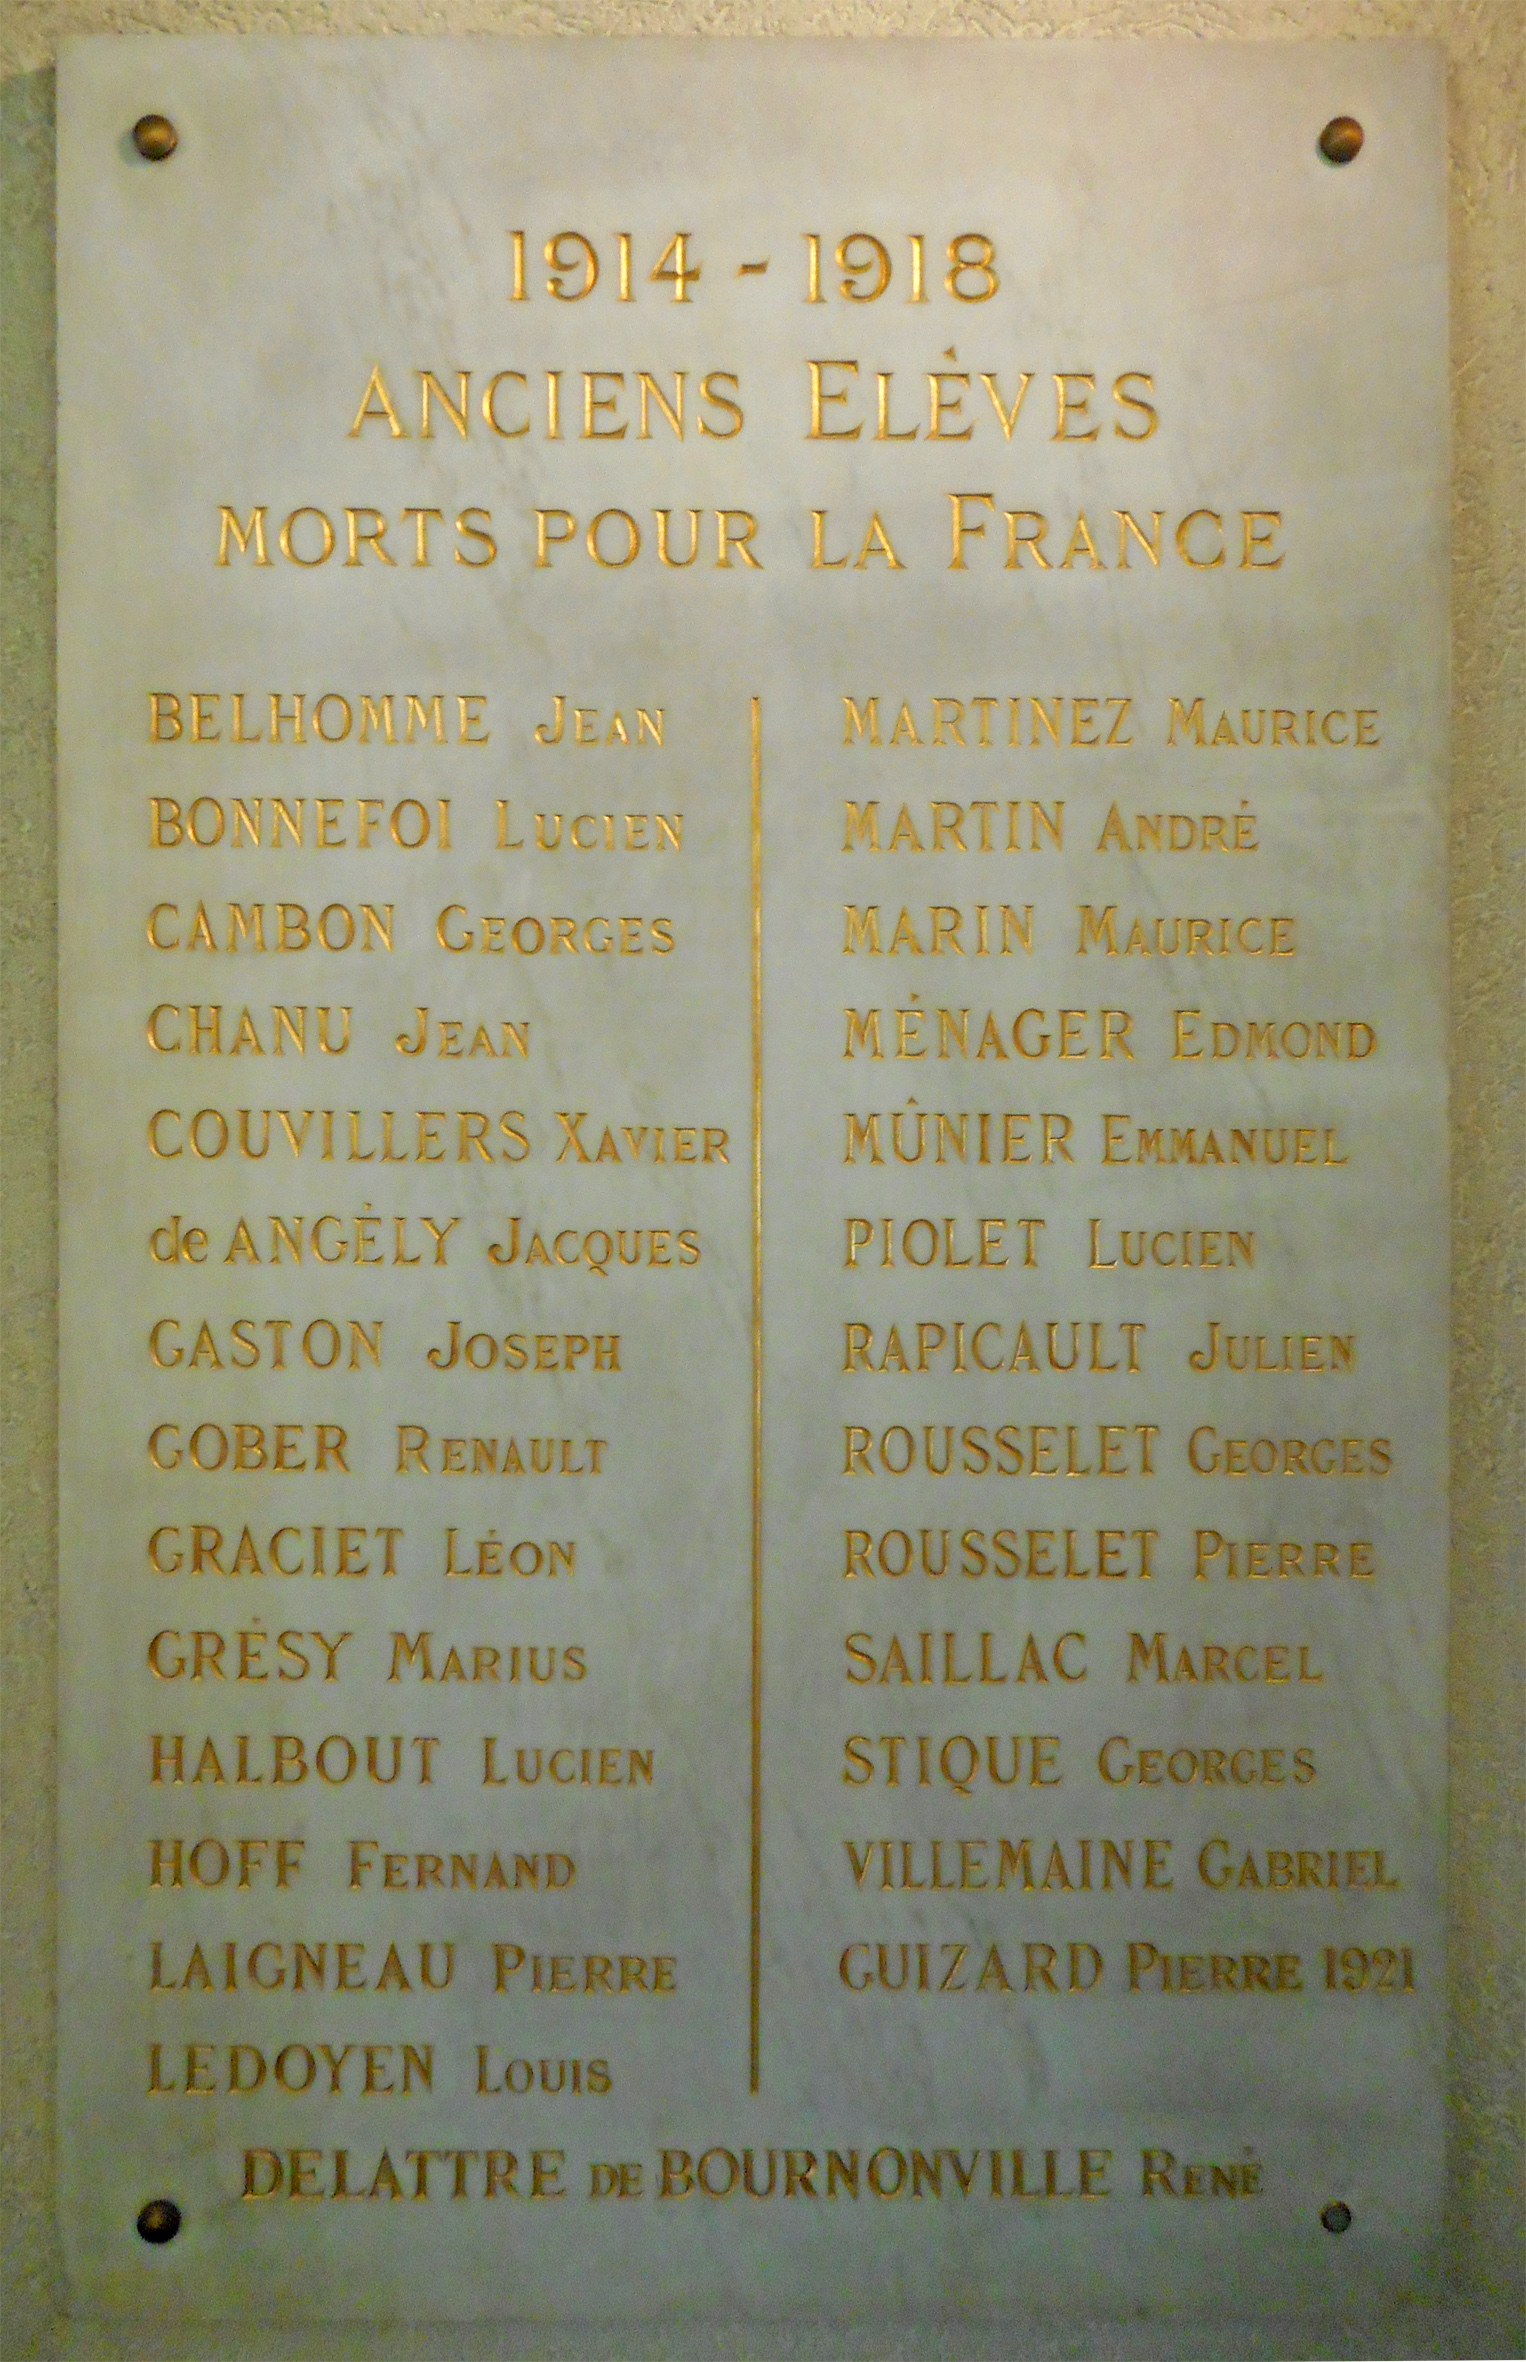 1914 - 1918
ANCIENS ELÈVES
MORTS POUR LA FRANCE
BELHOMME JEAN
BONNEFOI LUCIEN
CAMBON GEORGES
CHANU JEAN
COUVILLERS XAVIER
de ANGÉLY JACQUES
GASTON JOSEPH
GOBER RENAULT
GRACIET LÉON
GRÉSY MARIUS
HALBOUT LUCIEN
HOFF FERNAND
LAIGNEAU PIERRE
LEDOYEN LOUIS
MARTINEZ MAURICE
MARTIN ANDRÉ
MARIN MAURICE
MÉNAGER EDMOND
MÛNIER EMMANUEL
PIOLET LUCIEN
RAPICAULT JULIEN
ROUSSELET GEORGES
ROUSSELET PIERRE
SAILLAC MARCEL
STIQUE GEORGES
VILLEMAINE GABRIEL
GUIZARD PIERRE 1921
DELATTRE DE BOURNONVILLE RENÉ